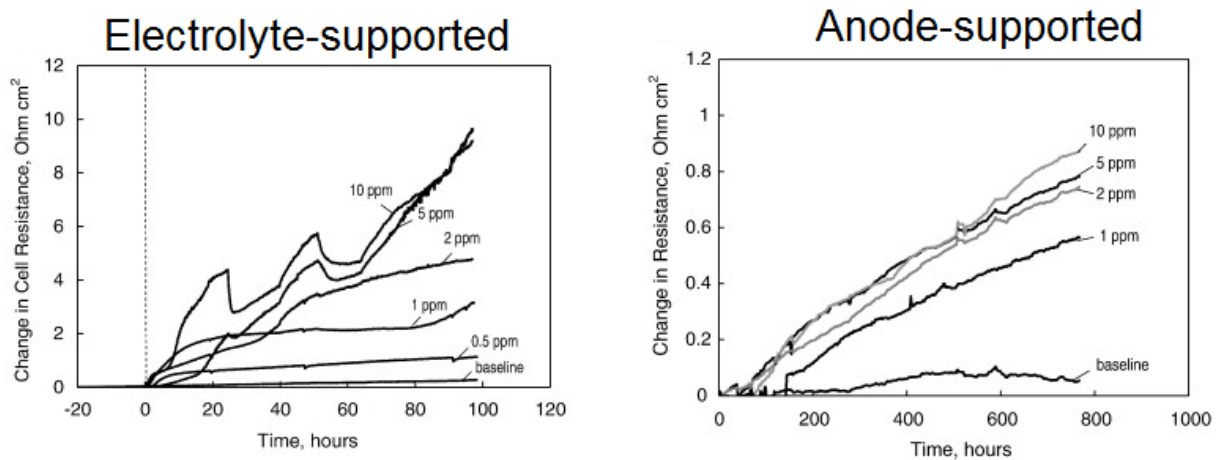 Electrolyte-supported
Change in Cell Resistance, Ohm cm²
12
10
8
6
4
2
0
10 ppm
5 ppm
2 ppm
1 ppm
0.5 ppm
baseline
-20
0
20
40
60
80
100
120
Time, hours
Anode-supported
Change in Resistance, Ohm cm²
1.2
1
0.8
0.6
0.4
0.2
0
10 ppm
5 ppm
2 ppm
1 ppm
baseline
0
200
400
600
800
1000
Time, hours